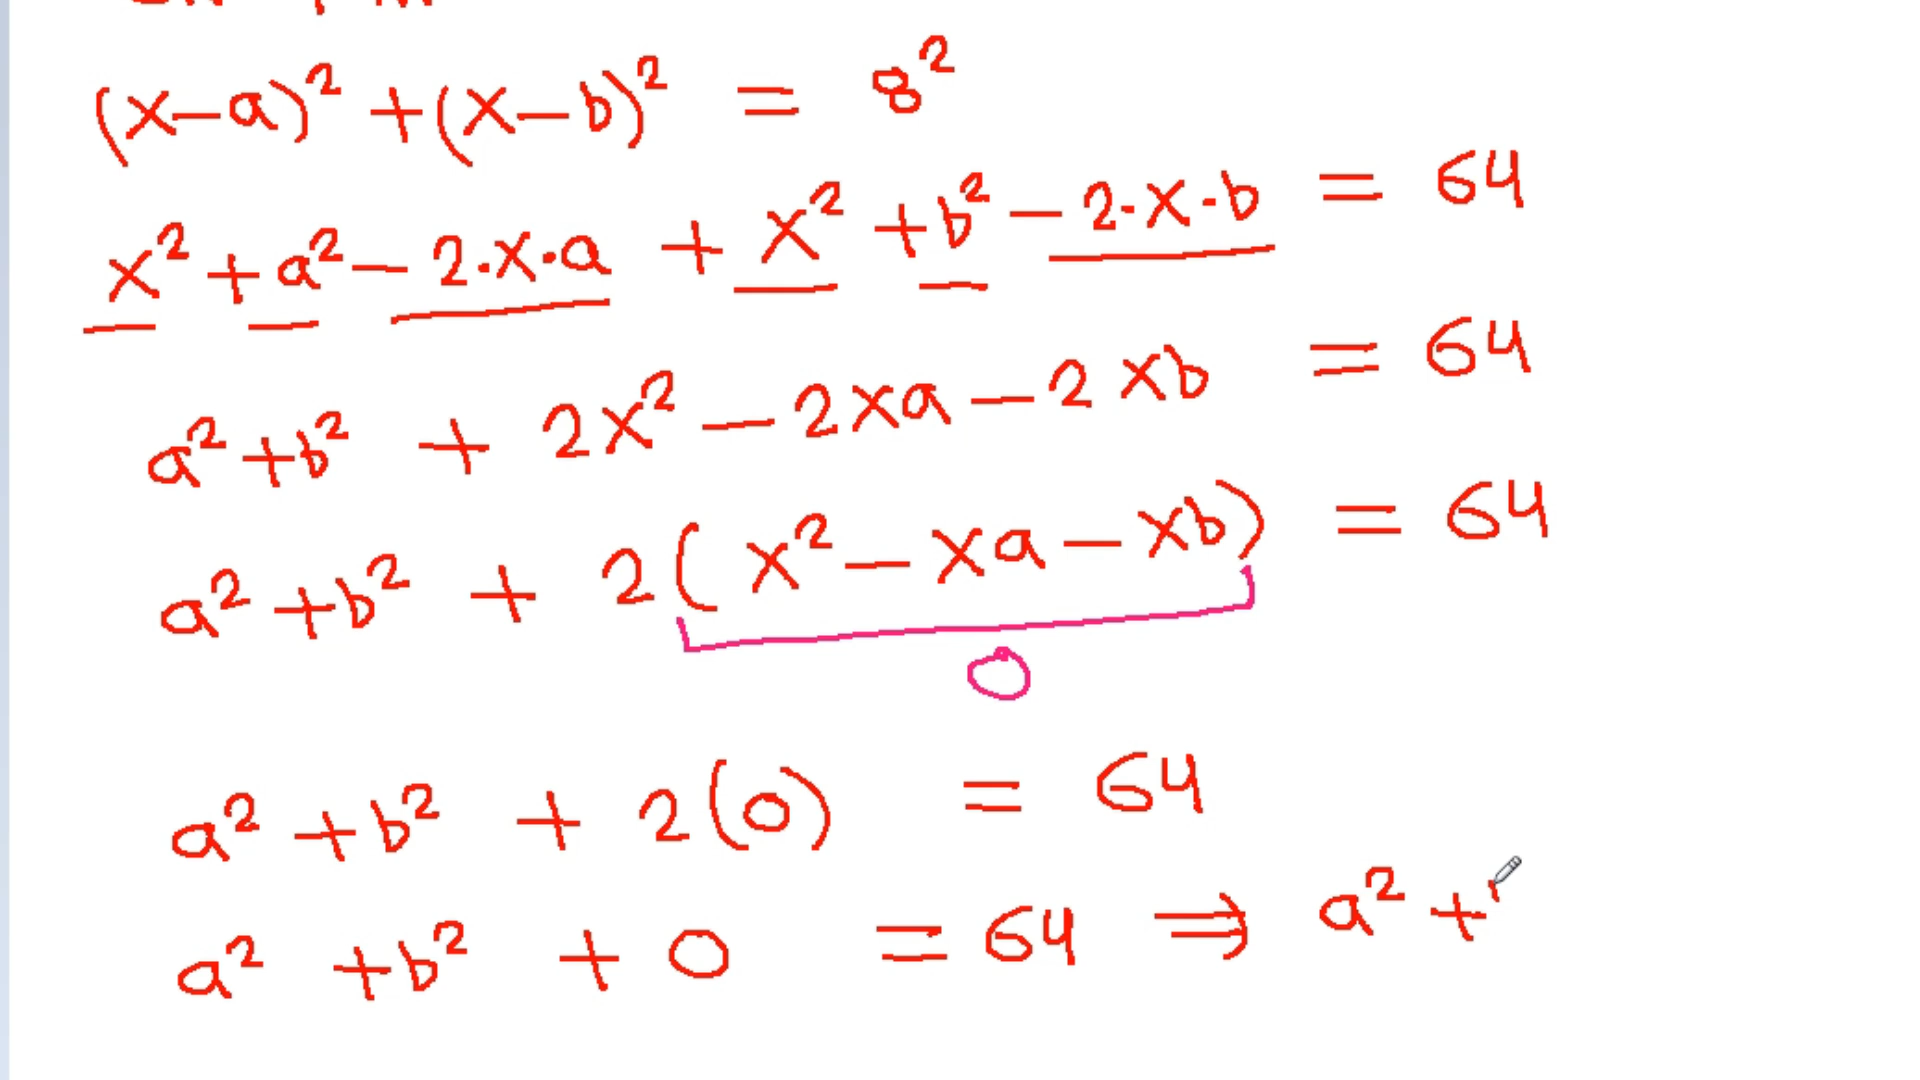 (x-a)² + (x-b)² = 8²
x² + a² - 2·x·a + x² + b² - 2·x·b = 64
a² + b² + 2x² - 2xa - 2xb = 64
a² + b² + 2(x² - xa - xb) = 64
0
a² + b² + 2(0) = 64
a² + b² + 0 = 64 ⇒ a² +